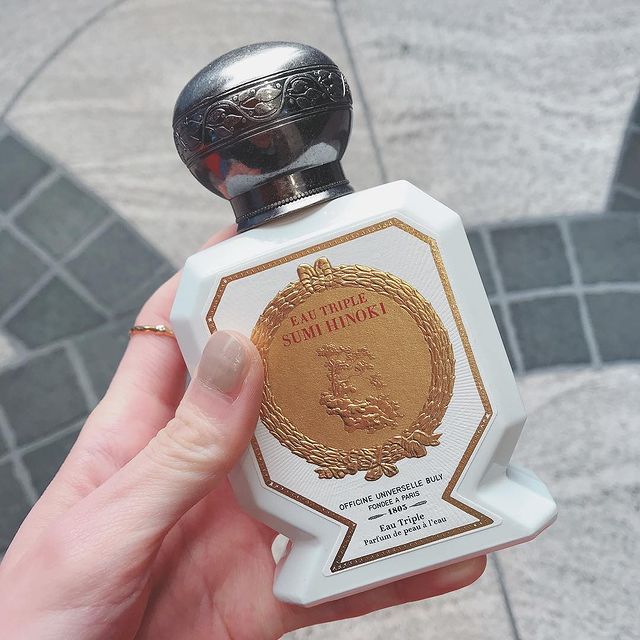 EAU TRIPLE
SUMI HINOKI
OFFICINE UNIVERSELLE BULY
FONDÉE A PARIS
1803
Eau Triple
Parfum de peau à l'eau